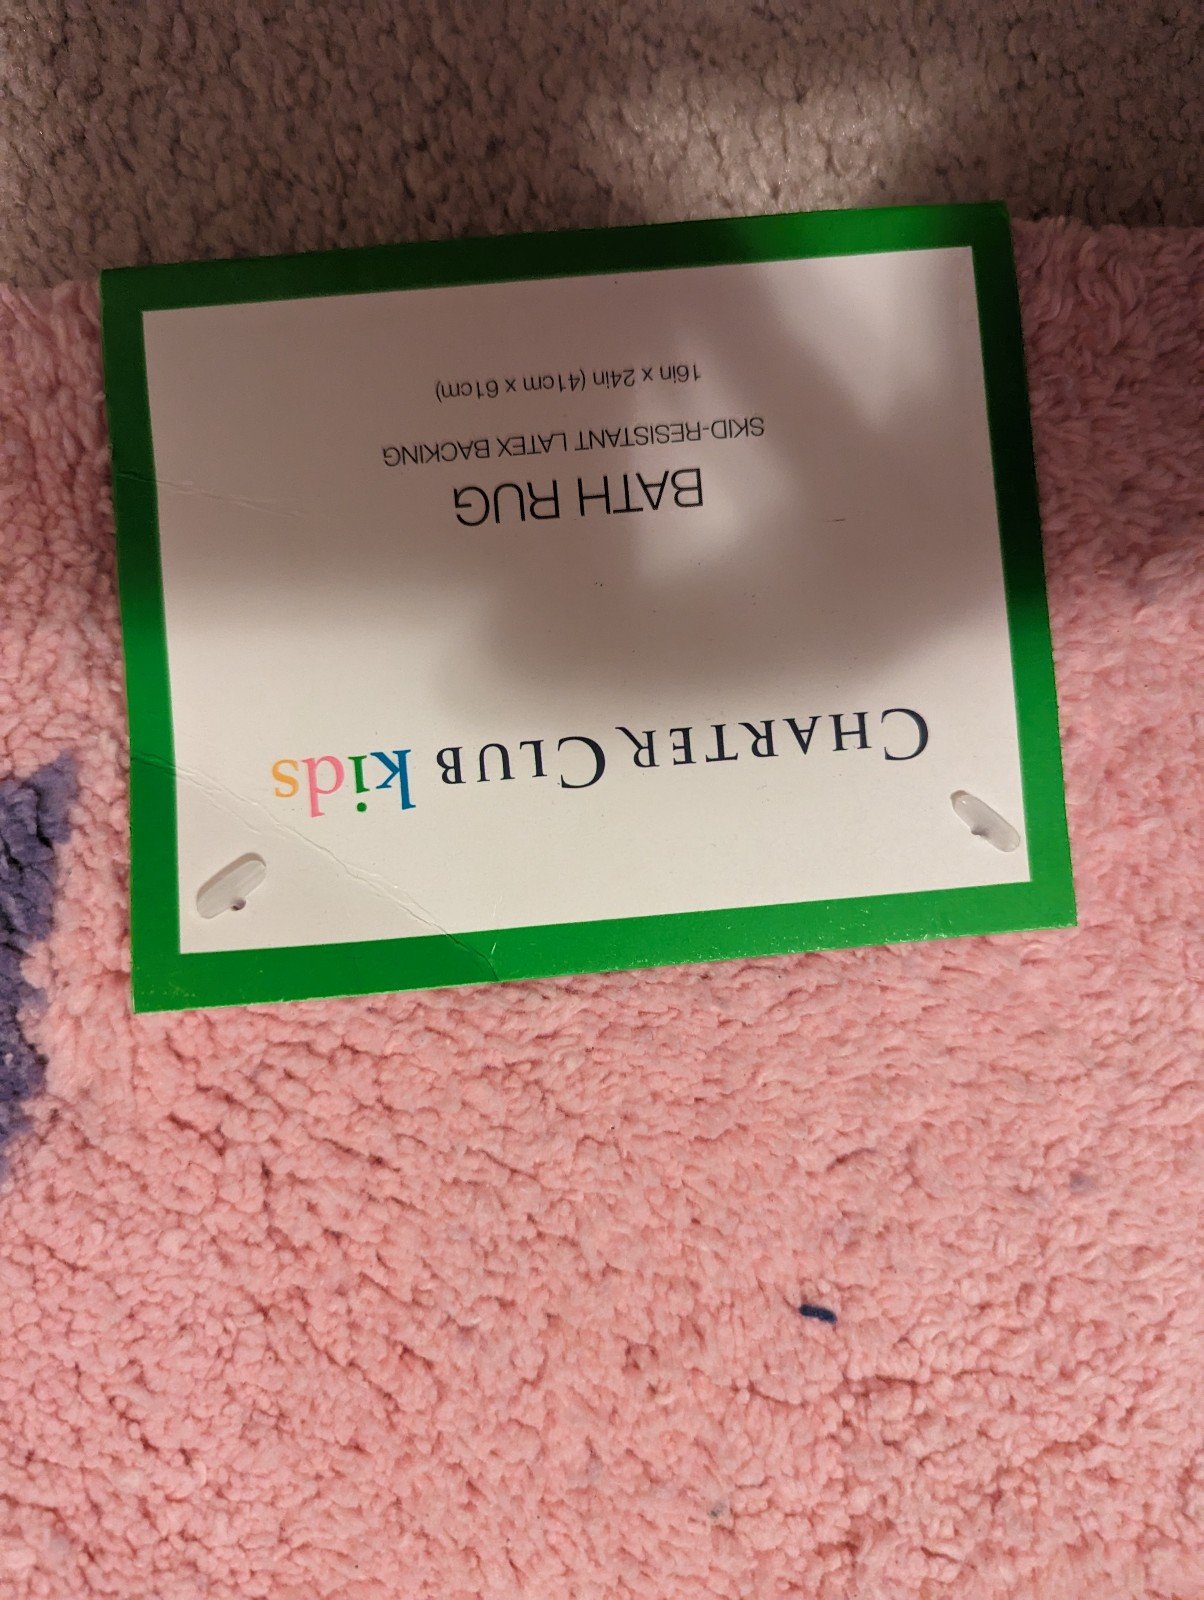 CHARTER CLUB kids
BATH RUG
SKID-RESISTANT LATEX BACKING
16in x 24in (41cm x 61cm)